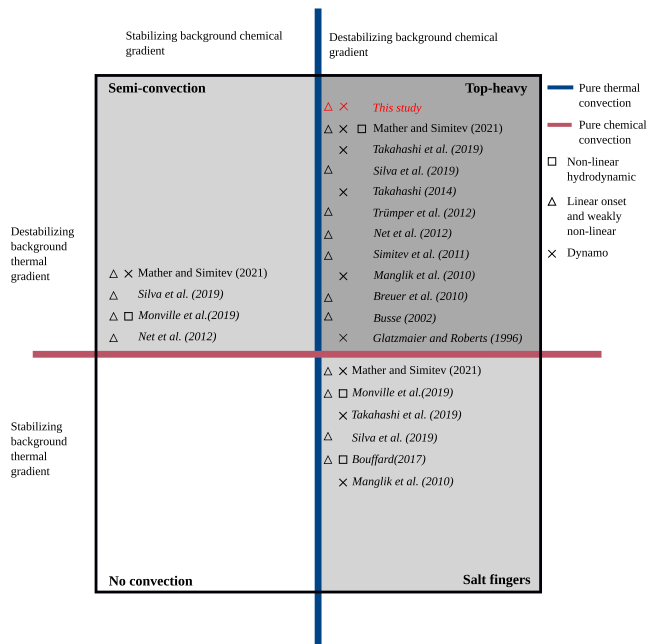 Stabilizing background chemical
gradient
Destabilizing background chemical
gradient
Semi-convection
Top-heavy
This study
Mather and Simitev (2021)
Takahashi et al. (2019)
Silva et al. (2019)
Takahashi (2014)
Trümper et al. (2012)
Net et al. (2012)
Simitev et al. (2011)
Manglik et al. (2010)
Breuer et al. (2010)
Busse (2002)
Glatzmaier and Roberts (1996)
Pure thermal
convection
Pure chemical
convection
Non-linear
hydrodynamic
Linear onset
and weakly
non-linear
Dynamo
Destabilizing
background
thermal
gradient
Mather and Simitev (2021)
Silva et al. (2019)
Monville et al.(2019)
Net et al. (2012)
Mather and Simitev (2021)
Monville et al.(2019)
Takahashi et al. (2019)
Silva et al. (2019)
Bouffard(2017)
Manglik et al. (2010)
Stabilizing
background
thermal
gradient
No convection
Salt fingers